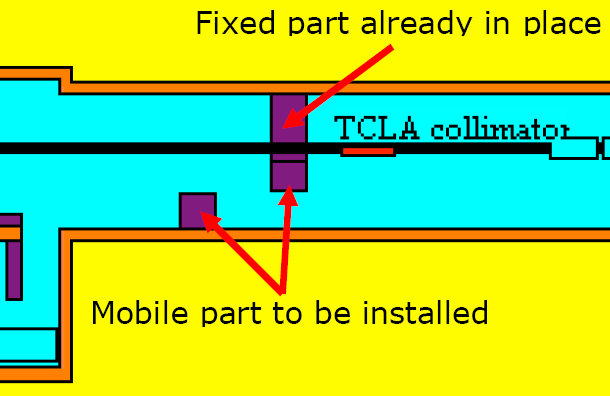 Fixed part already in place
TCLA collimator
Mobile part to be installed